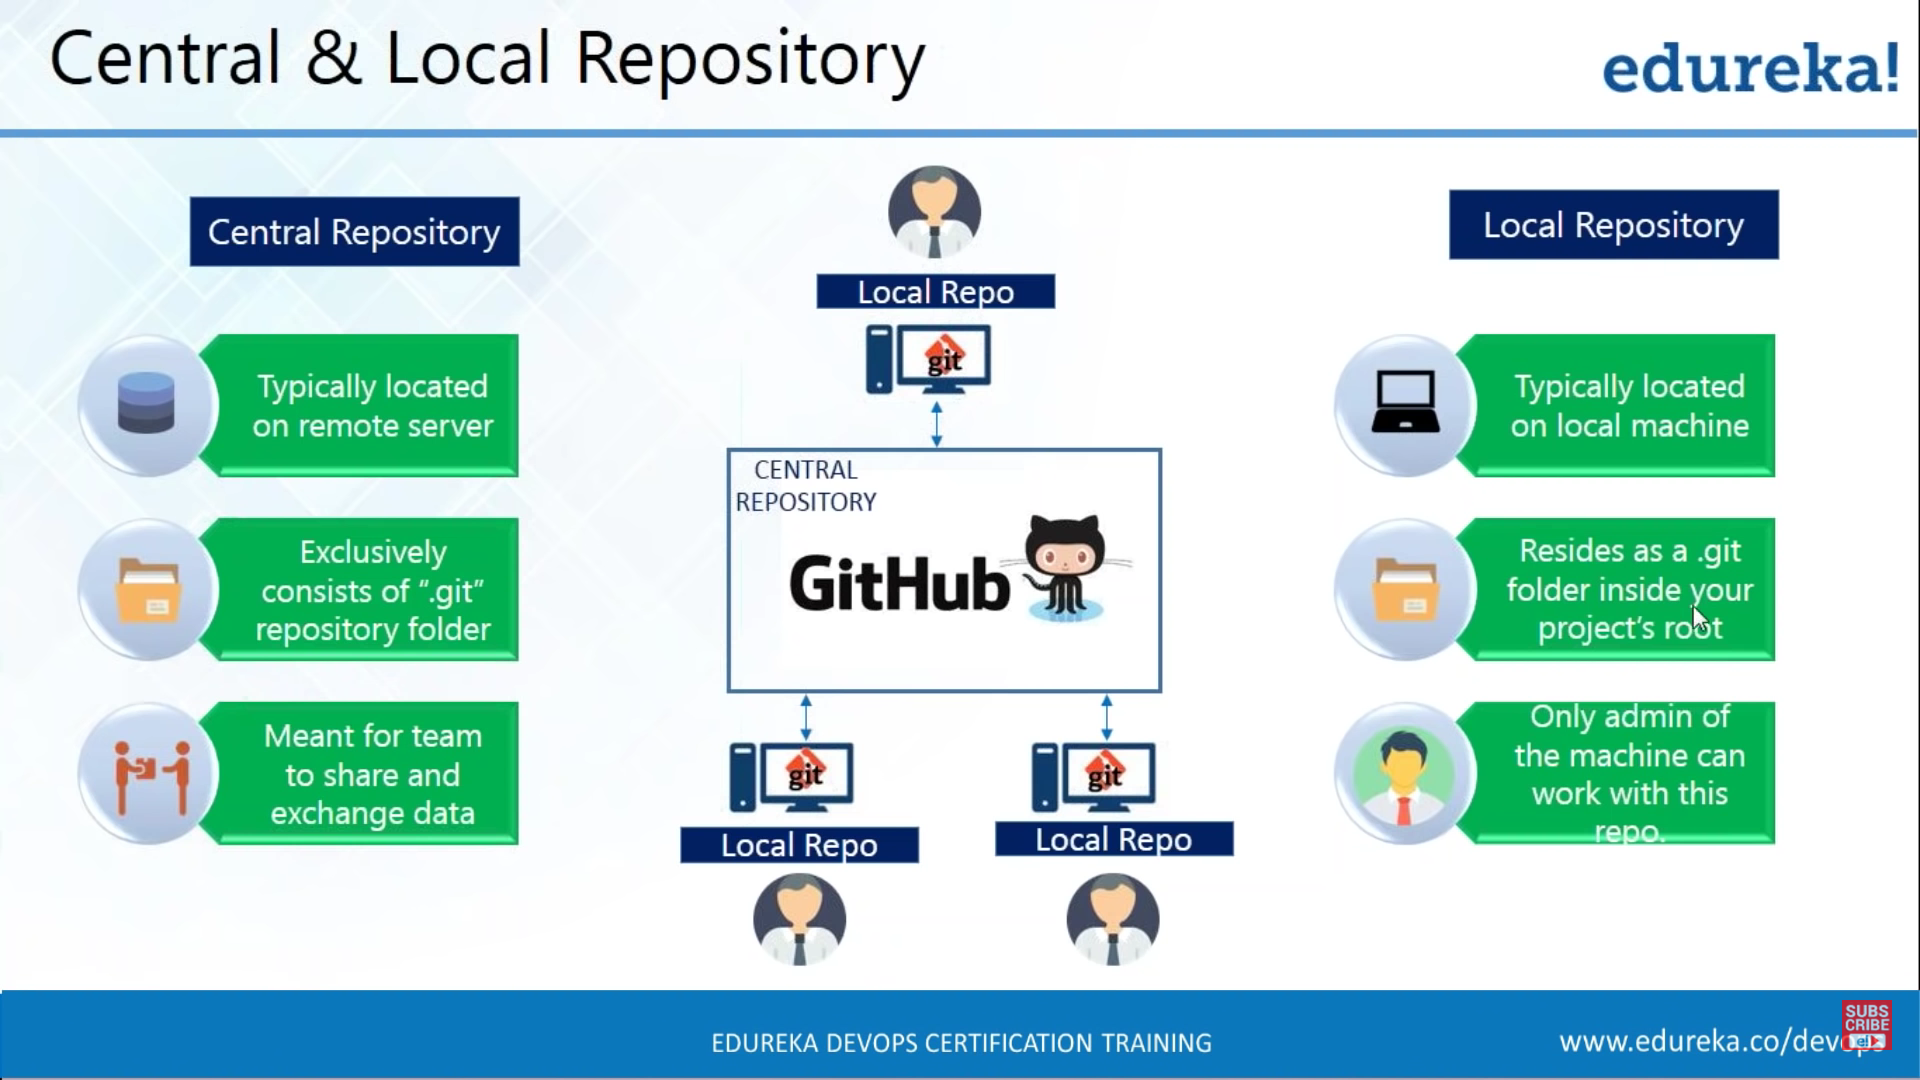 Central & Local Repository
edureka!
Central Repository
Typically located
on remote server
Exclusively
consists of “.git”
repository folder
Meant for team
to share and
exchange data
Local Repo
git
CENTRAL
REPOSITORY
GitHub
git
git
Local Repo
Local Repo
Local Repository
Typically located
on local machine
Resides as a .git
folder inside your
project’s root
Only admin of
the machine can
work with this
repo.
EDUREKA DEVOPS CERTIFICATION TRAINING
www.edureka.co/devops
SUBS
CRIBE